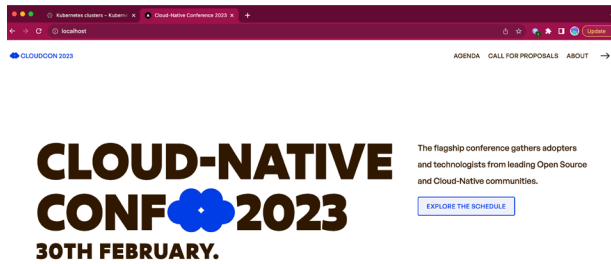 Kubernetes clusters – Kuberne
Cloud-Native Conference 2023
localhost
Update
CLOUDCON 2023
AGENDA CALL FOR PROPOSALS ABOUT
CLOUD-NATIVE
CONF 2023
30TH FEBRUARY.
The flagship conference gathers adopters
and technologists from leading Open Source
and Cloud-Native communities.
EXPLORE THE SCHEDULE